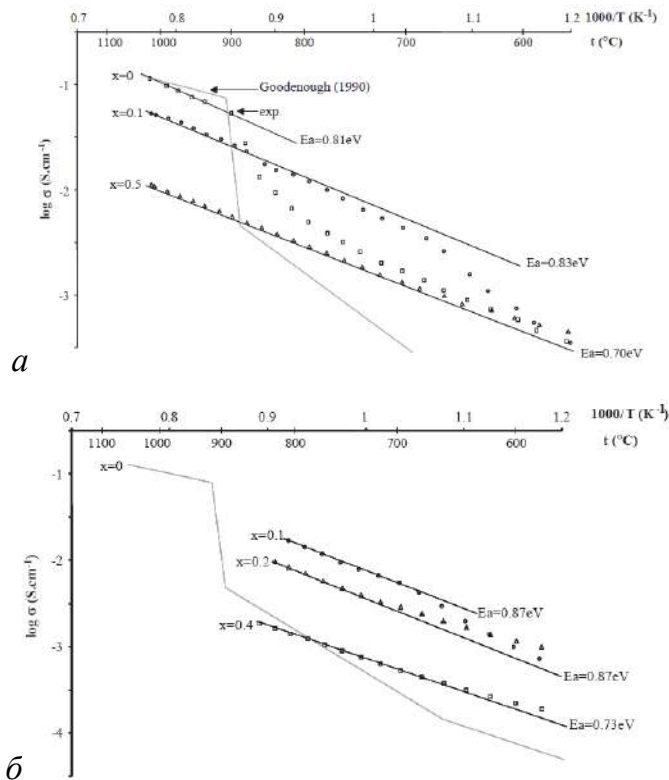 0.7 0.8 0.9 1 1.1 1.2 1000/T (K⁻¹)
1100 1000 900 800 700 600 t (°C)
x=0
Goodenough (1990)
-1
exp.
x=0.1
Ea=0.81eV
log σ (S.cm⁻¹)
-2
x=0.5
Ea=0.83eV
-3
Ea=0.70eV
а
0.7 0.8 0.9 1 1.1 1.2 1000/T (K⁻¹)
1100 1000 900 800 700 600 t (°C)
x=0
-1
x=0.1
log σ (S.cm⁻¹)
-2
x=0.2
Ea=0.87eV
x=0.4
-3
Ea=0.87eV
Ea=0.73eV
-4
б